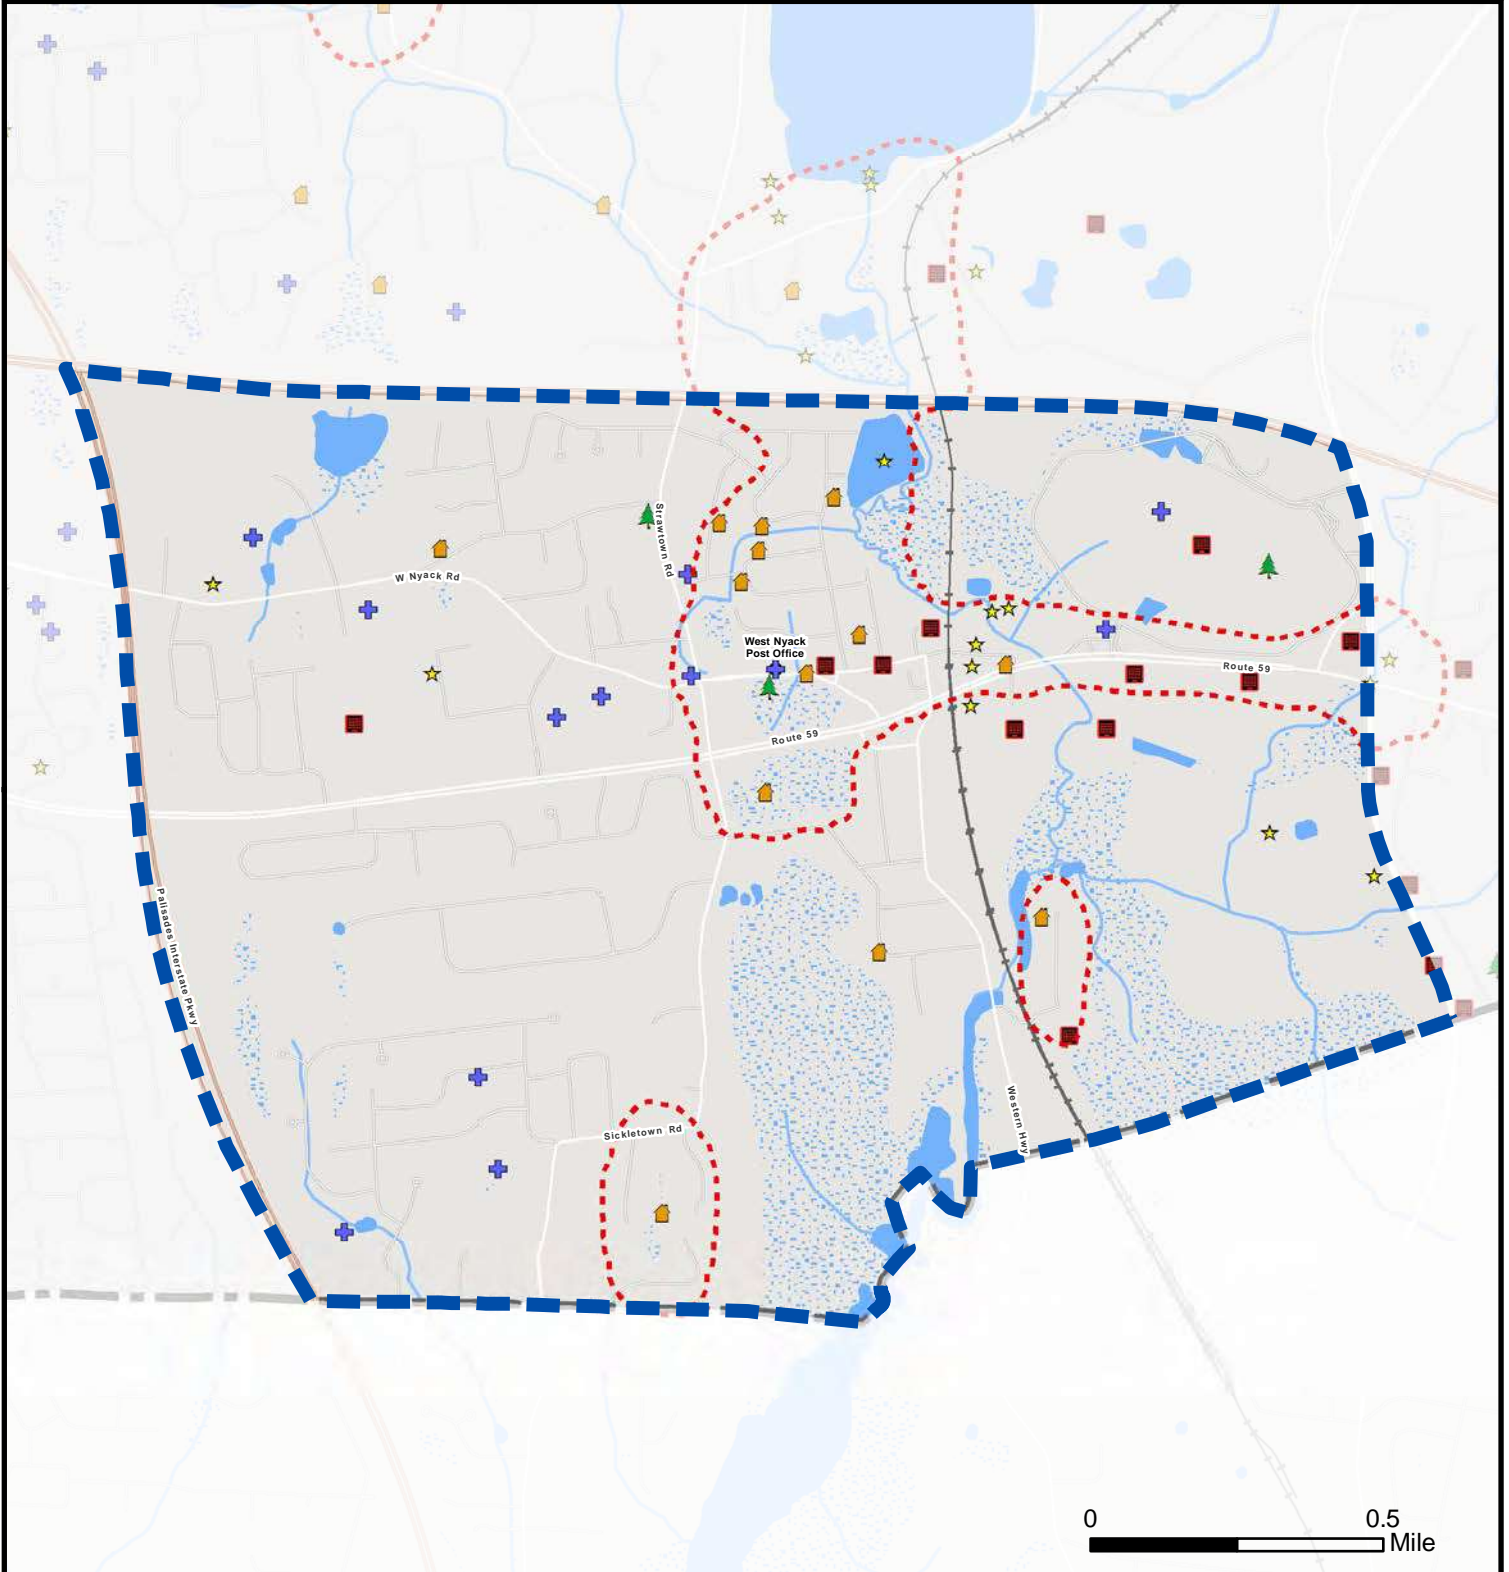 Strawtown Rd
W Nyack Rd
West Nyack
Post Office
Route 59
Route 59
Palisades Interstate Pkwy
Western Hwy
Sickletown Rd
0
0.5
Mile